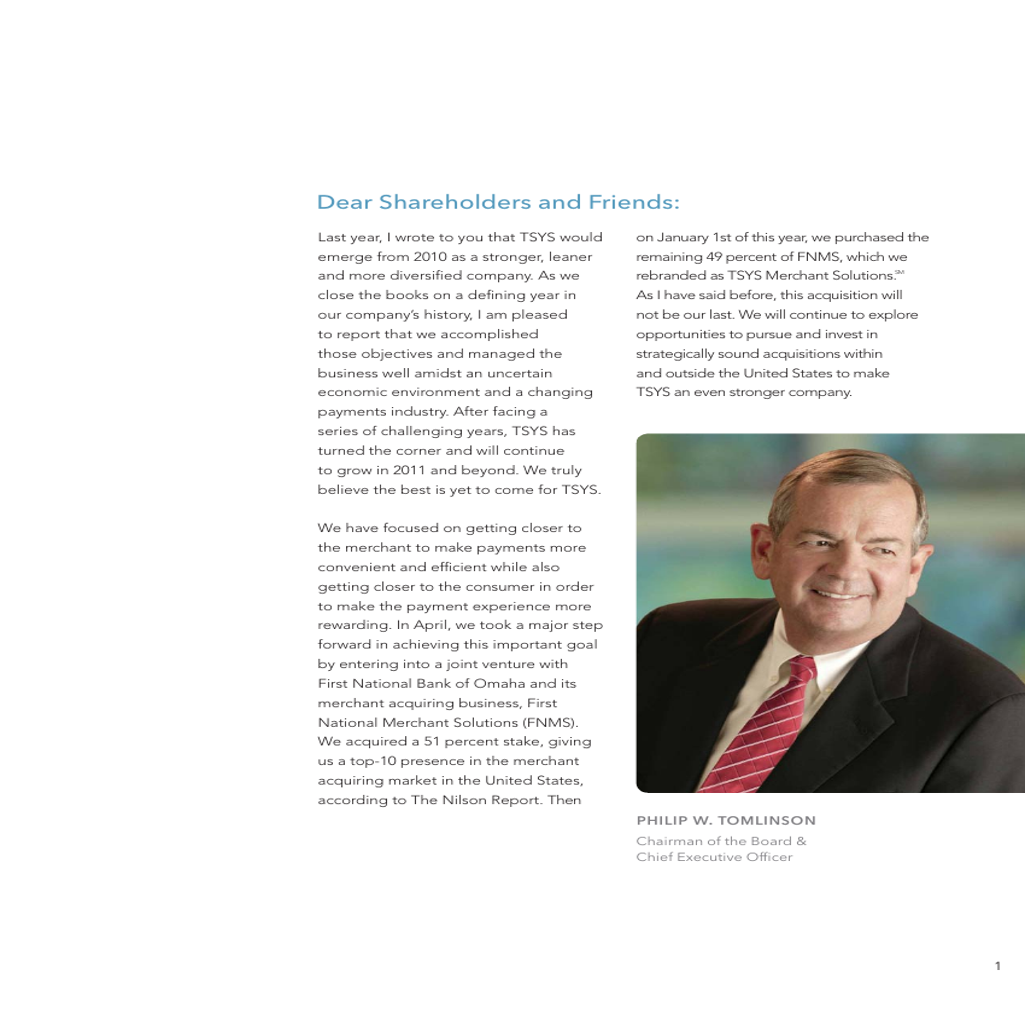 Dear Shareholders and Friends:
Last year, I wrote to you that TSYS would
emerge from 2010 as a stronger, leaner
and more diversified company. As we
close the books on a defining year in
our company’s history, I am pleased
to report that we accomplished
those objectives and managed the
business well amidst an uncertain
economic environment and a changing
payments industry. After facing a
series of challenging years, TSYS has
turned the corner and will continue
to grow in 2011 and beyond. We truly
believe the best is yet to come for TSYS.
We have focused on getting closer to
the merchant to make payments more
convenient and efficient while also
getting closer to the consumer in order
to make the payment experience more
rewarding. In April, we took a major step
forward in achieving this important goal
by entering into a joint venture with
First National Bank of Omaha and its
merchant acquiring business, First
National Merchant Solutions (FNMS).
We acquired a 51 percent stake, giving
us a top-10 presence in the merchant
acquiring market in the United States,
according to The Nilson Report. Then
on January 1st of this year, we purchased the
remaining 49 percent of FNMS, which we
rebranded as TSYS Merchant Solutions.℠
As I have said before, this acquisition will
not be our last. We will continue to explore
opportunities to pursue and invest in
strategically sound acquisitions within
and outside the United States to make
TSYS an even stronger company.
PHILIP W. TOMLINSON
Chairman of the Board &
Chief Executive Officer
1